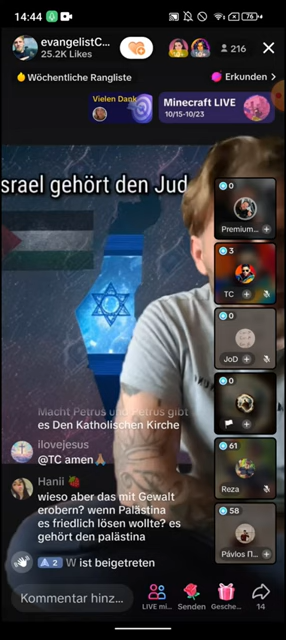 14:44
76
evangelistC...
25.2K Likes
216
Wöchentliche Rangliste
Erkunden
Vielen Dank
Minecraft LIVE
10/15-10/23
srael gehört den Jud
0
Premium...
3
TC
0
JoD
0
61
Reza
58
Pávlos Π...
Macht Petrus und Petrus gibt
es Den Katholischen Kirche
ilovejesus
@TC amen🙏
Hanii 🍓
wieso aber das mit Gewalt
erobern? wenn Palästina
es friedlich lösen wollte? es
gehört den palästina
2 W ist beigetreten
Kommentar hinz...
LIVE mi...
Senden
Gesche...
14